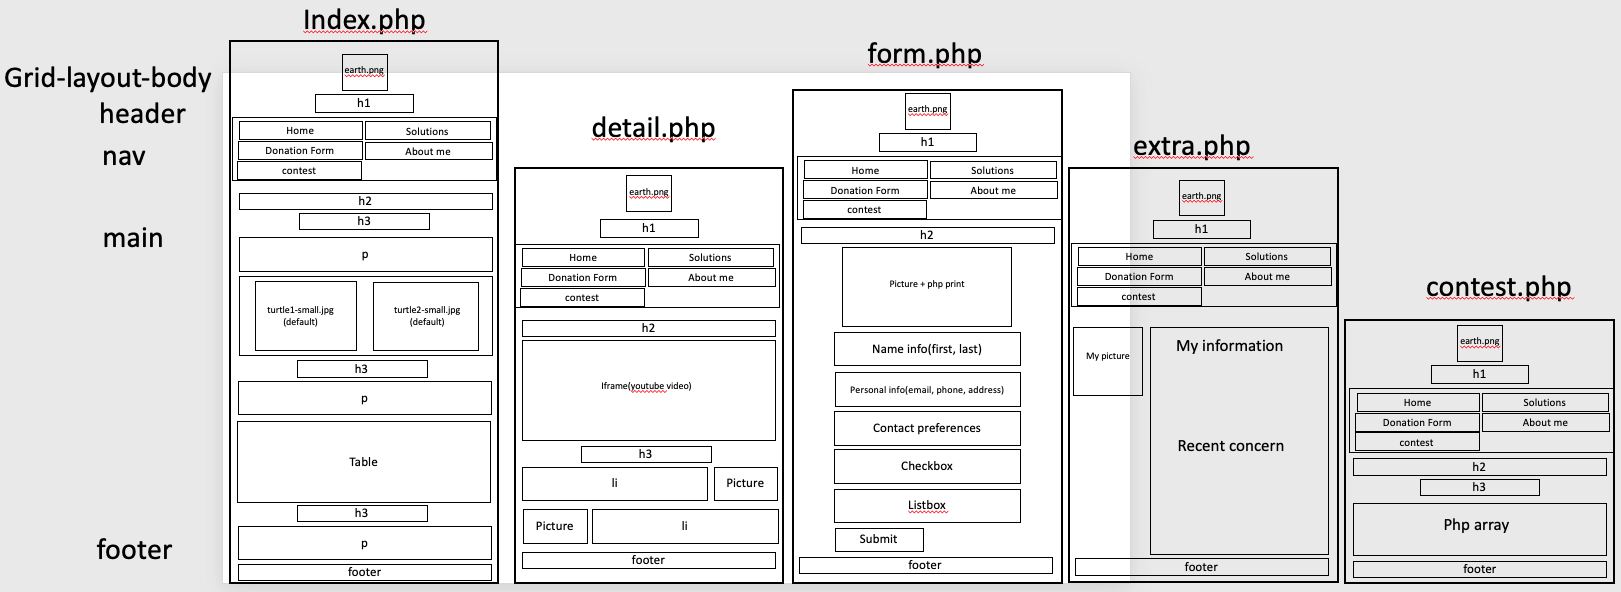 Index.php
Grid-layout-body
header
nav
main
footer
earth.png
h1
Home
Solutions
Donation Form
About me
contest
h2
h3
p
turtle1-small.jpg
(default)
turtle2-small.jpg
(default)
h3
p
Table
h3
p
footer
detail.php
earth.png
h1
Home
Solutions
Donation Form
About me
contest
h2
Iframe(youtube video)
h3
li
Picture
Picture
li
footer
form.php
earth.png
h1
Home
Solutions
Donation Form
About me
contest
h2
Picture + php print
Name info(first, last)
Personal info(email, phone, address)
Contact preferences
Checkbox
Listbox
Submit
footer
extra.php
earth.png
h1
Home
Solutions
Donation Form
About me
contest
My picture
My information
Recent concern
footer
contest.php
earth.png
h1
Home
Solutions
Donation Form
About me
contest
h2
h3
Php array
footer